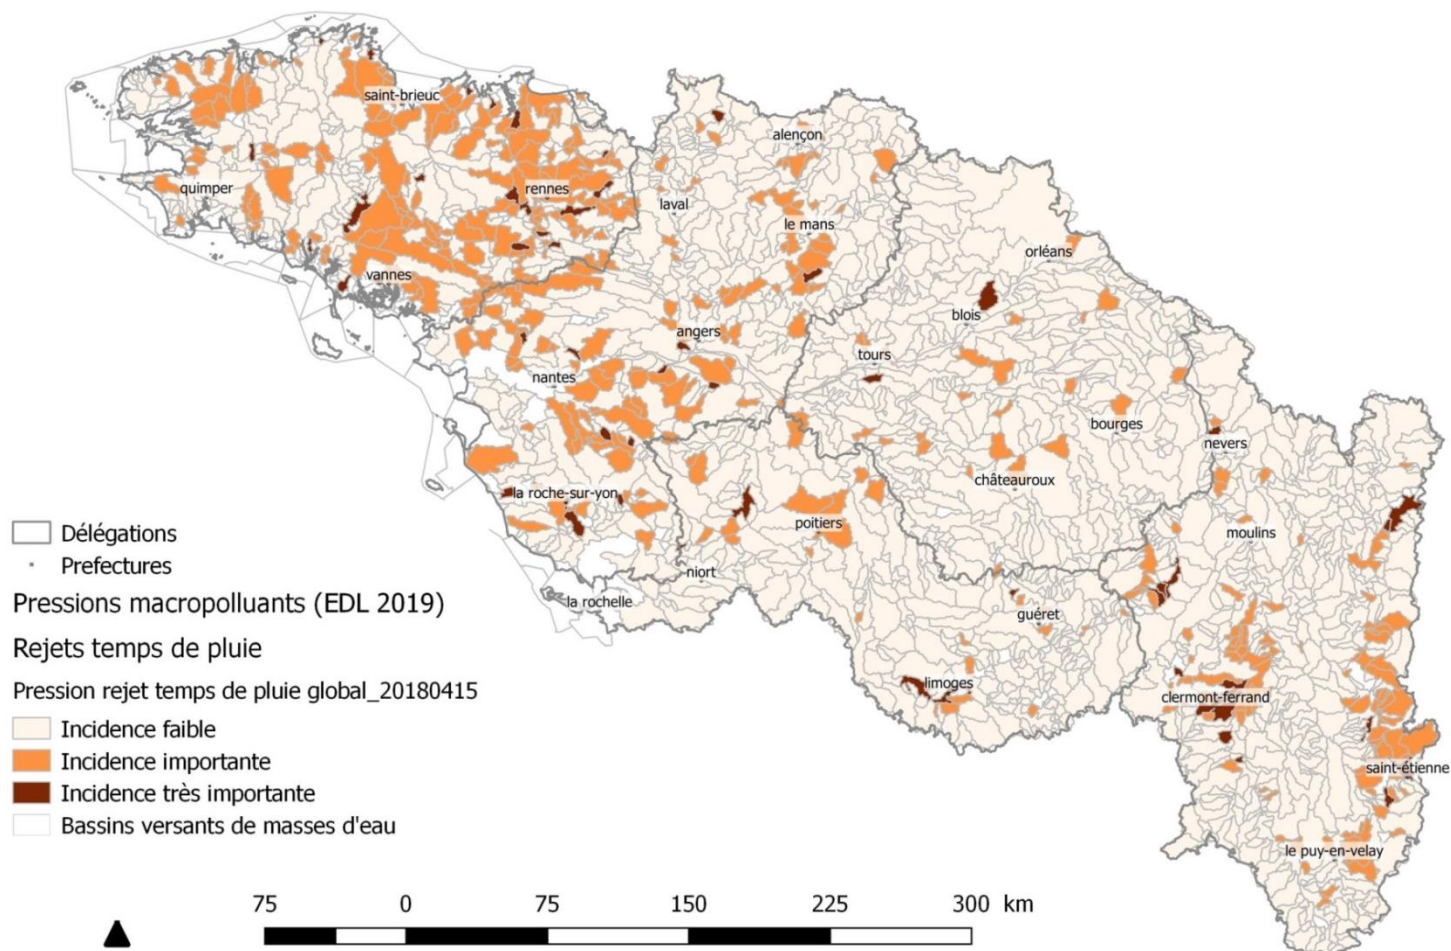 saint-brieuc
alençon
quimper
rennes
laval
le mans
orléans
vannes
blois
angers
tours
nantes
bourges
nevers
châteauroux
la roche-sur-yon
poitiers
moulins
niort
la rochelle
guéret
limoges
clermont-ferrand
saint-étienne
le puy-en-velay
Délégations
Prefectures
Pressions macropolluants (EDL 2019)
Rejets temps de pluie
Pression rejet temps de pluie global_20180415
Incidence faible
Incidence importante
Incidence très importante
Bassins versants de masses d'eau
75 0 75 150 225 300 km